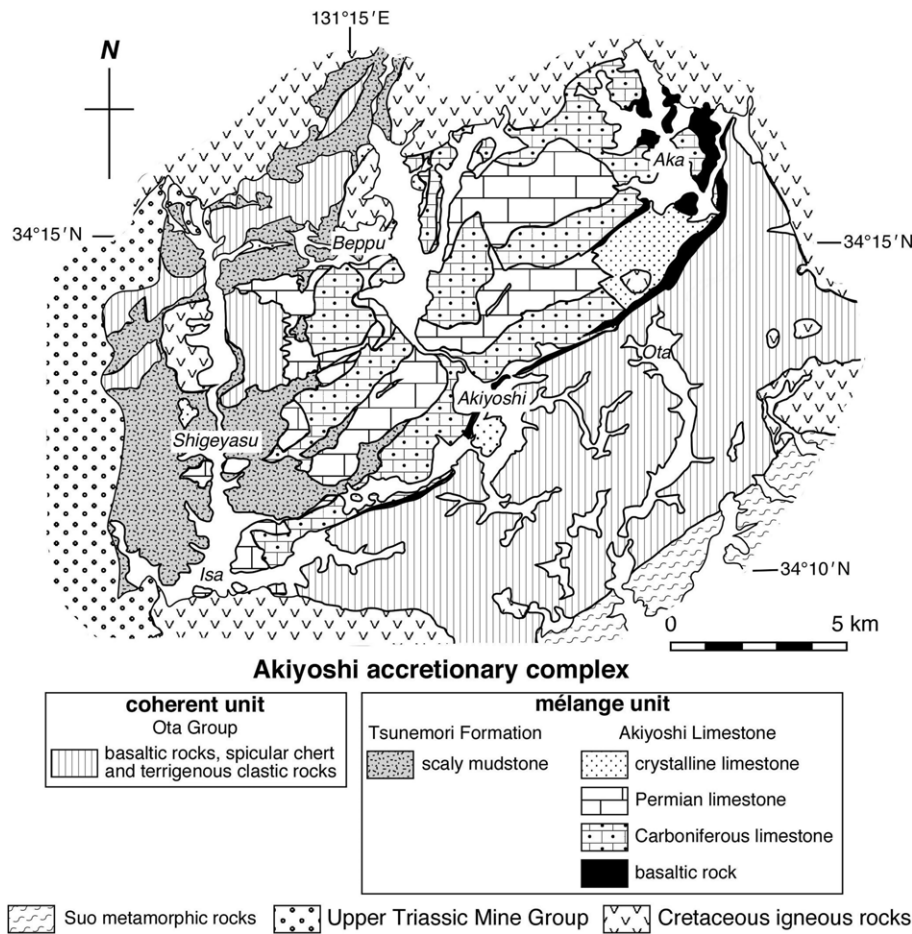 131°15′E
N
Aka
34°15′N
Beppu
34°15′N
Ota
Akiyoshi
Shigeyasu
Isa
34°10′N
0 5 km
Akiyoshi accretionary complex
coherent unit
Ota Group
basaltic rocks, spicular chert
and terrigenous clastic rocks
mélange unit
Tsunemori Formation
scaly mudstone
Akiyoshi Limestone
crystalline limestone
Permian limestone
Carboniferous limestone
basaltic rock
Suo metamorphic rocks
Upper Triassic Mine Group
Cretaceous igneous rocks